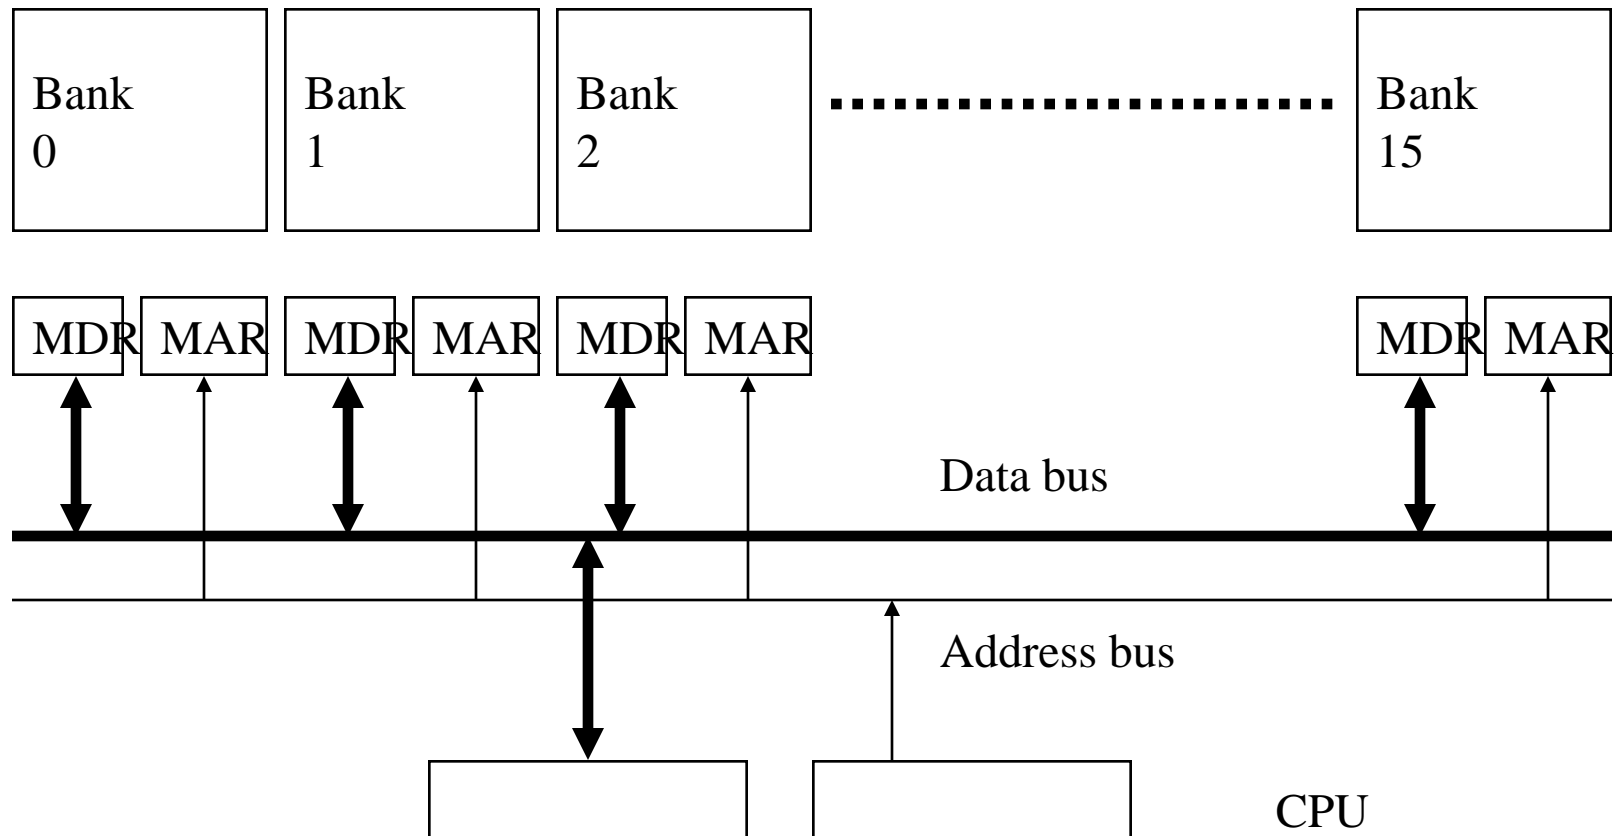 Bank
0
Bank
1
Bank
2
Bank
15
MDR MAR MDR MAR MDR MAR MDR MAR
Data bus
Address bus
CPU